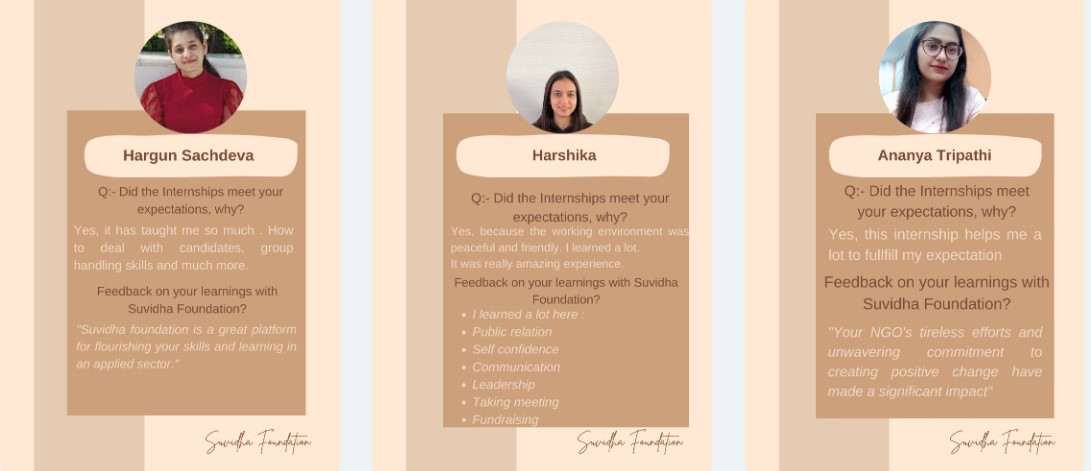 Hargun Sachdeva
Q:- Did the Internships meet your
expectations, why?
Yes, it has taught me so much . How
to deal with candidates, group
handling skills and much more.
Feedback on your learnings with
Suvidha Foundation?
"Suvidha foundation is a great platform
for flourishing your skills and learning in
an applied sector."
Suvidha Foundation
Harshika
Q:- Did the Internships meet your
expectations, why?
Yes, because the working environment was
peaceful and friendly. I learned a lot.
It was really amazing experience.
Feedback on your learnings with Suvidha
Foundation?
• I learned a lot here :
• Public relation
• Self confidence
• Communication
• Leadership
• Taking meeting
• Fundraising
Suvidha Foundation
Ananya Tripathi
Q:- Did the Internships meet
your expectations, why?
Yes, this internship helps me a
lot to fullfill my expectation
Feedback on your learnings with
Suvidha Foundation?
"Your NGO's tireless efforts and
unwavering commitment to
creating positive change have
made a significant impact"
Suvidha Foundation